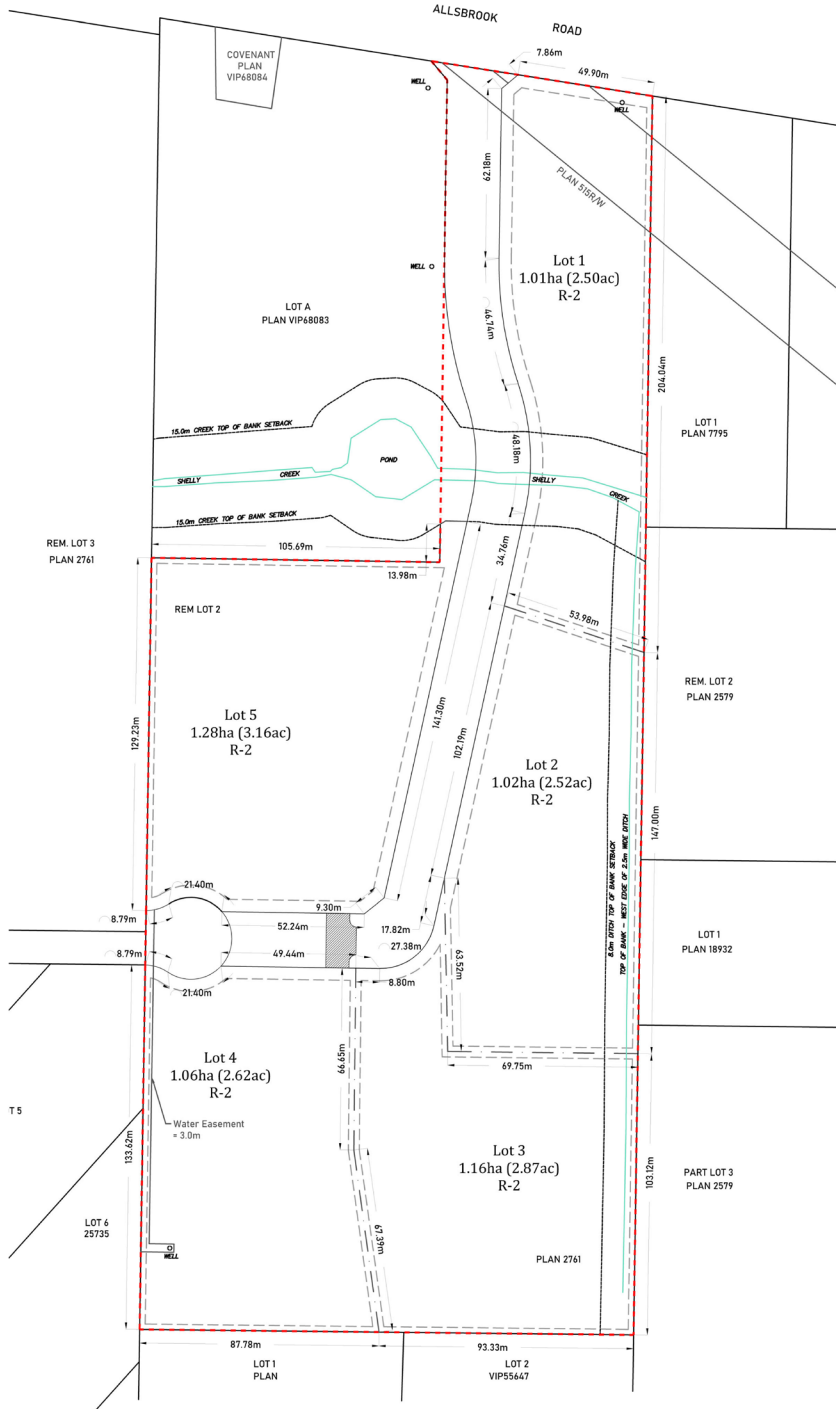 ALLSBROOK
ROAD
COVENANT
PLAN
VIP68084
WELL
7.86m
49.90m
WELL
62.18m
PLAN 515R/W
WELL
Lot 1
1.01ha (2.50ac)
R-2
LOT A
PLAN VIP68083
46.74m
204.04m
LOT 1
PLAN 7795
15.0m CREEK TOP OF BANK SETBACK
48.18m
POND
SHELLY
CREEK
SHELLY
CREEK
15.0m CREEK TOP OF BANK SETBACK
REM. LOT 3
PLAN 2761
105.69m
13.98m
34.76m
REM LOT 2
53.98m
REM. LOT 2
PLAN 2579
129.23m
Lot 5
1.28ha (3.16ac)
R-2
141.30m
102.19m
Lot 2
1.02ha (2.52ac)
R-2
147.00m
8.0m DITCH TOP OF BANK SETBACK
TOP OF BANK - WEST EDGE OF 2.5m WIDE DITCH
21.40m
9.30m
8.79m
52.24m
17.82m
LOT 1
PLAN 18932
8.79m
49.44m
27.38m
63.52m
21.40m
8.80m
Lot 4
1.06ha (2.62ac)
R-2
66.65m
69.75m
T 5
Water Easement
= 3.0m
133.62m
Lot 3
1.16ha (2.87ac)
R-2
103.12m
PART LOT 3
PLAN 2579
LOT 6
25735
67.39m
WELL
PLAN 2761
87.78m
93.33m
LOT 1
PLAN
LOT 2
VIP55647